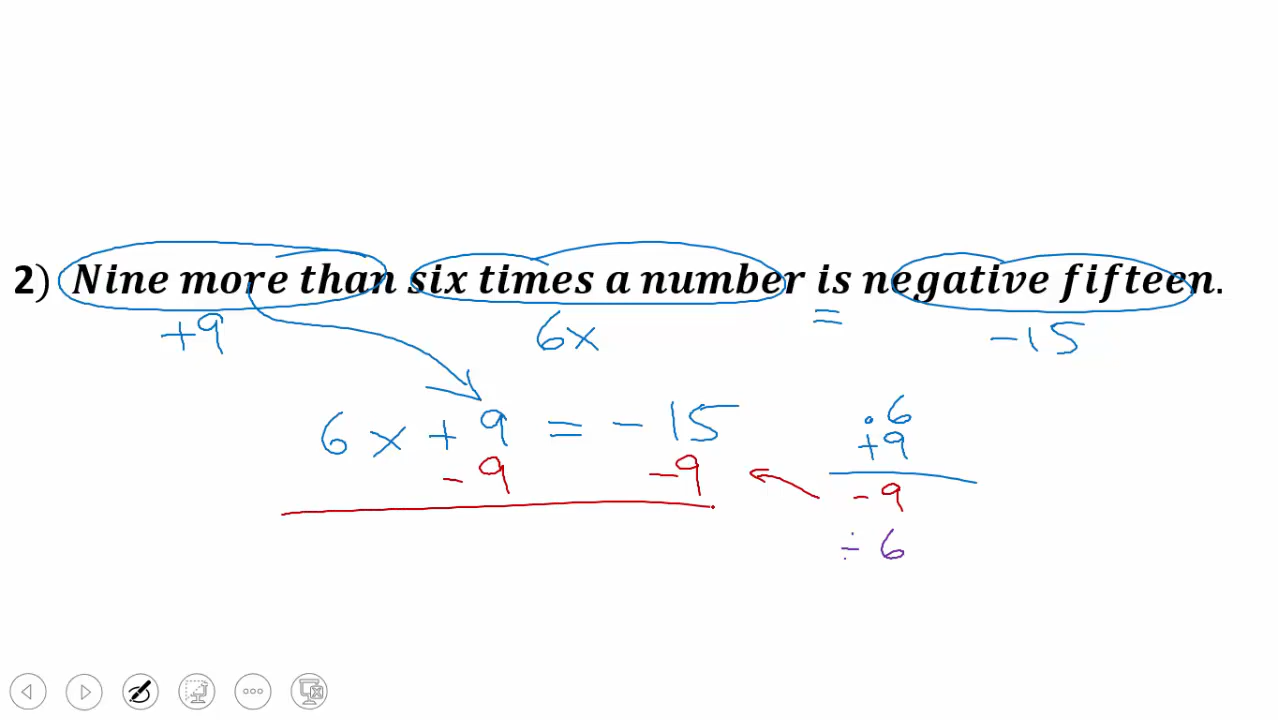 2) Nine more than six times a number is negative fifteen.
+9 6x = -15
6x + 9 = -15
-9 -9
·6
+9
-9
÷6